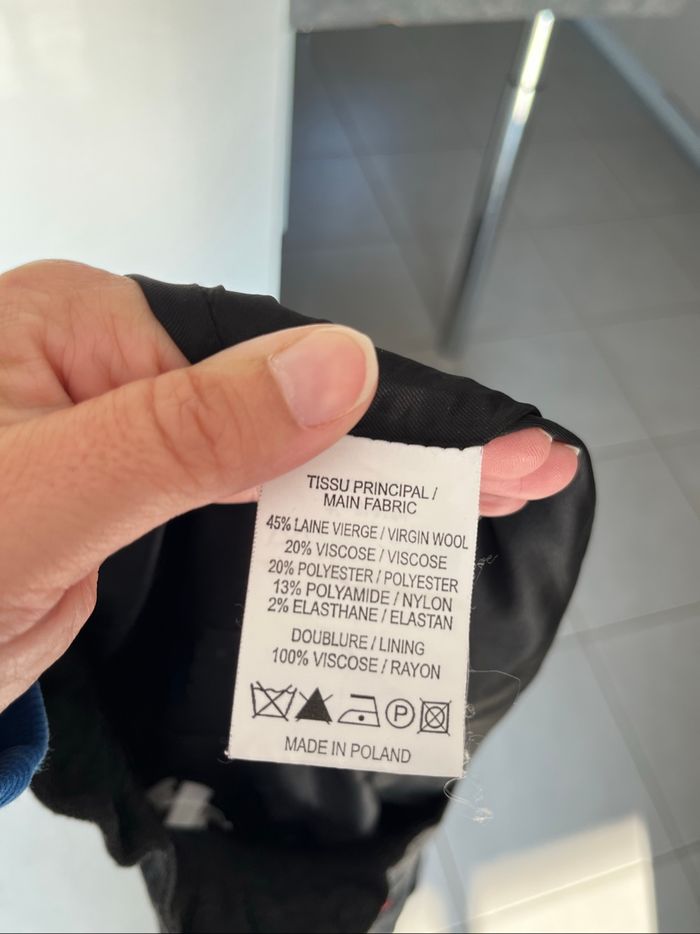 TISSU PRINCIPAL /
MAIN FABRIC
45% LAINE VIERGE / VIRGIN WOOL
20% VISCOSE / VISCOSE
20% POLYESTER / POLYESTER
13% POLYAMIDE / NYLON
2% ELASTHANE / ELASTAN
DOUBLURE / LINING
100% VISCOSE / RAYON
P
MADE IN POLAND